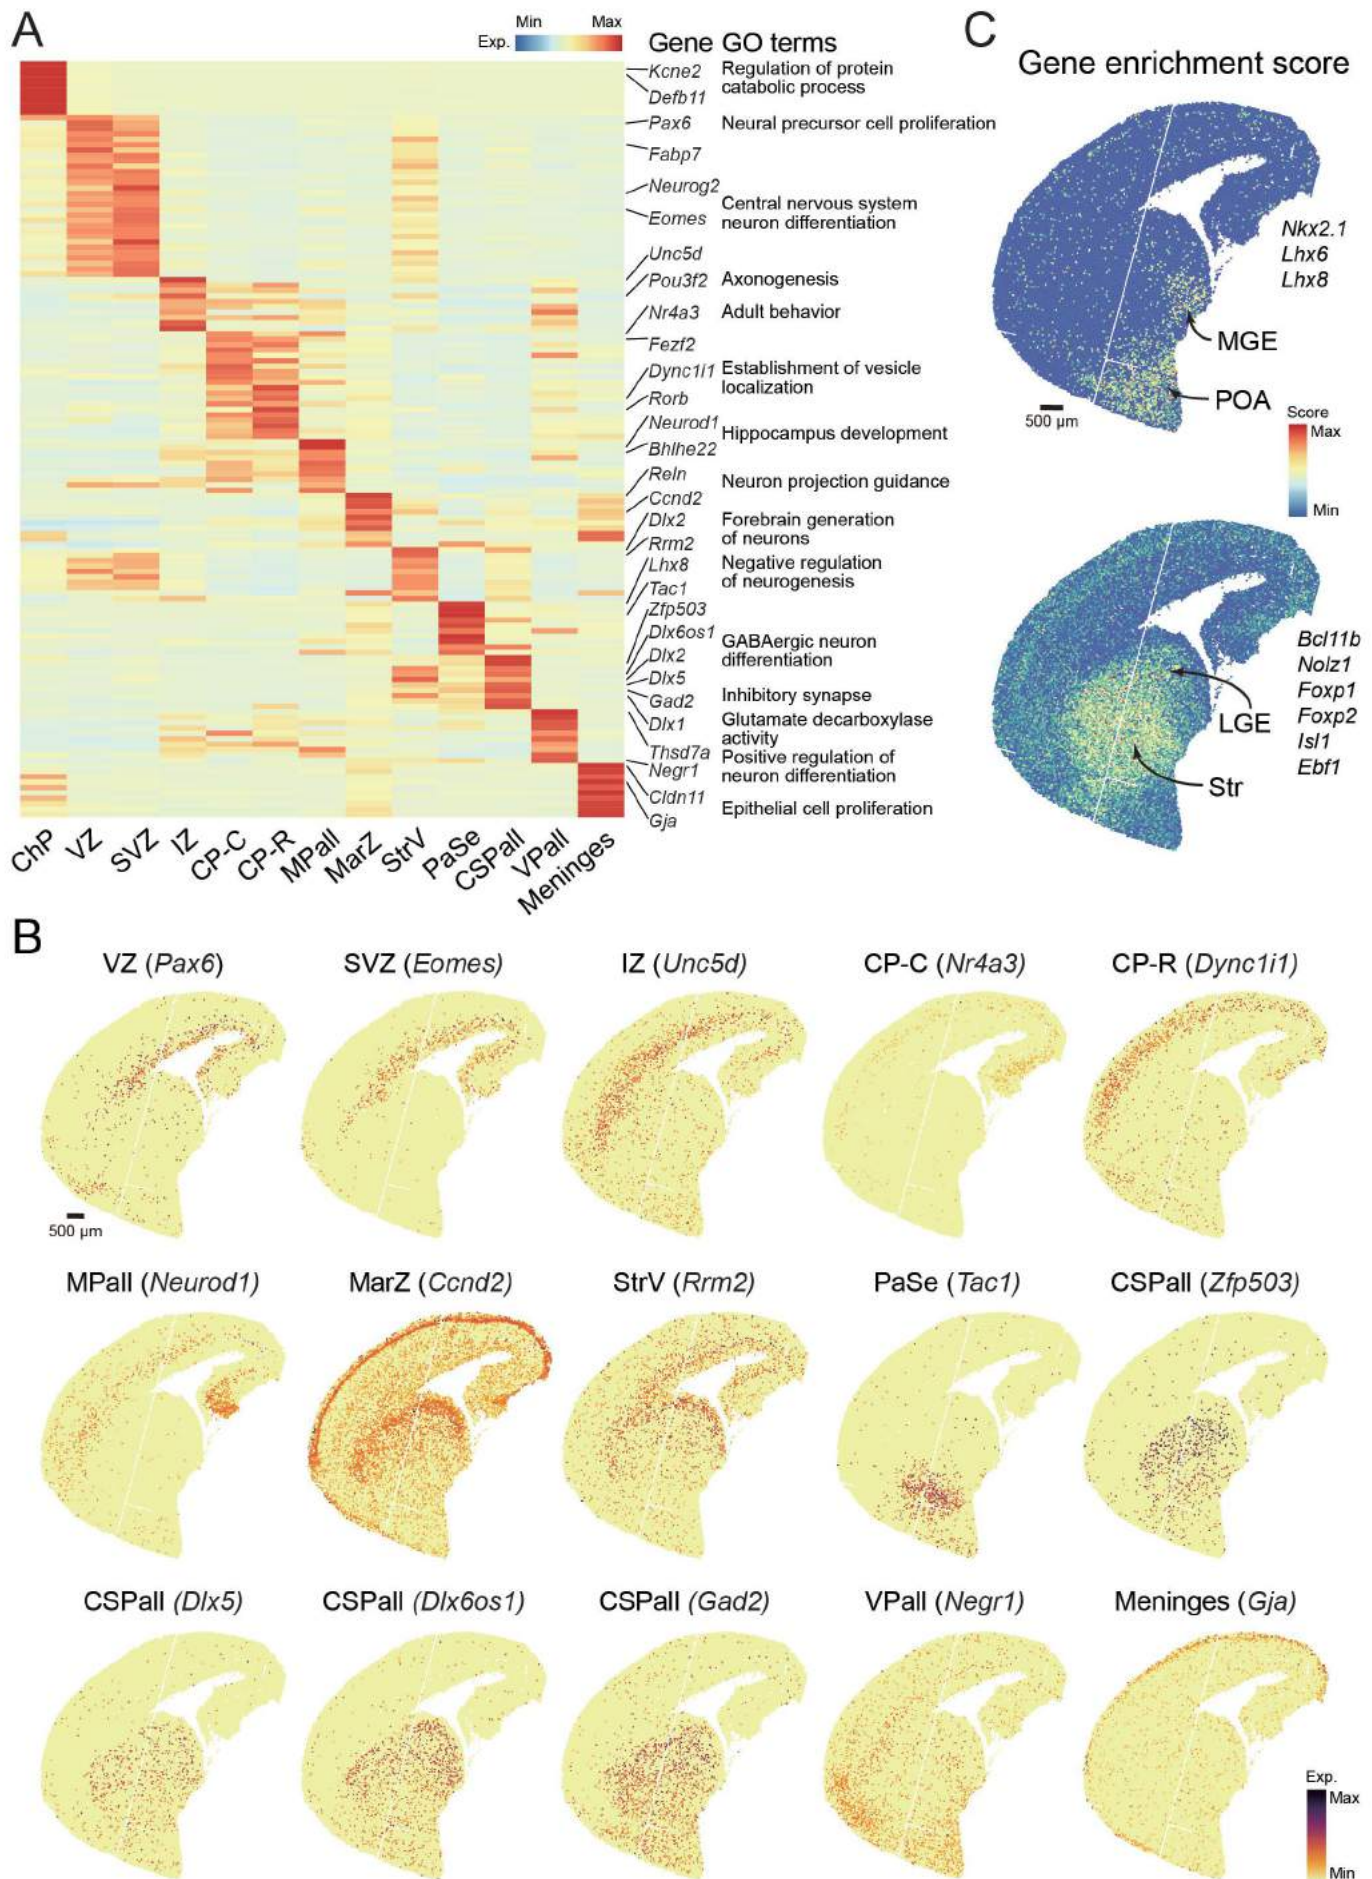 A
Min Max
Exp.
Gene GO terms
Kcne2
Defb11
Regulation of protein
catabolic process
Pax6
Neural precursor cell proliferation
Fabp7
Neurog2
Eomes
Central nervous system
neuron differentiation
Unc5d
Pou3f2
Axonogenesis
Nr4a3
Adult behavior
Fezf2
Dync1i1
Establishment of vesicle
localization
Rorb
Neurod1
Bhlhe22
Hippocampus development
Reln
Neuron projection guidance
Ccnd2
Dlx2
Forebrain generation
of neurons
Rrm2
Lhx8
Negative regulation
of neurogenesis
Tac1
Zfp503
Dlx6os1
GABAergic neuron
differentiation
Dlx2
Dlx5
Gad2
Inhibitory synapse
Dlx1
Glutamate decarboxylase
activity
Thsd7a
Negr1
Positive regulation of
neuron differentiation
Cldn11
Epithelial cell proliferation
Gja
ChP
VZ
SVZ
IZ
CP-C
CP-R
MPall
MarZ
StrV
PaSe
CSPall
VPall
Meninges
C
Gene enrichment score
Nkx2.1
Lhx6
Lhx8
MGE
POA
500 µm
Score
Max
Min
Bcl11b
Nolz1
Foxp1
Foxp2
Isl1
Ebf1
LGE
Str
B
VZ (Pax6) SVZ (Eomes) IZ (Unc5d) CP-C (Nr4a3) CP-R (Dync1i1)
500 µm
MPall (Neurod1) MarZ (Ccnd2) StrV (Rrm2) PaSe (Tac1) CSPall (Zfp503)
CSPall (Dlx5) CSPall (Dlx6os1) CSPall (Gad2) VPall (Negr1) Meninges (Gja)
Exp.
Max
Min